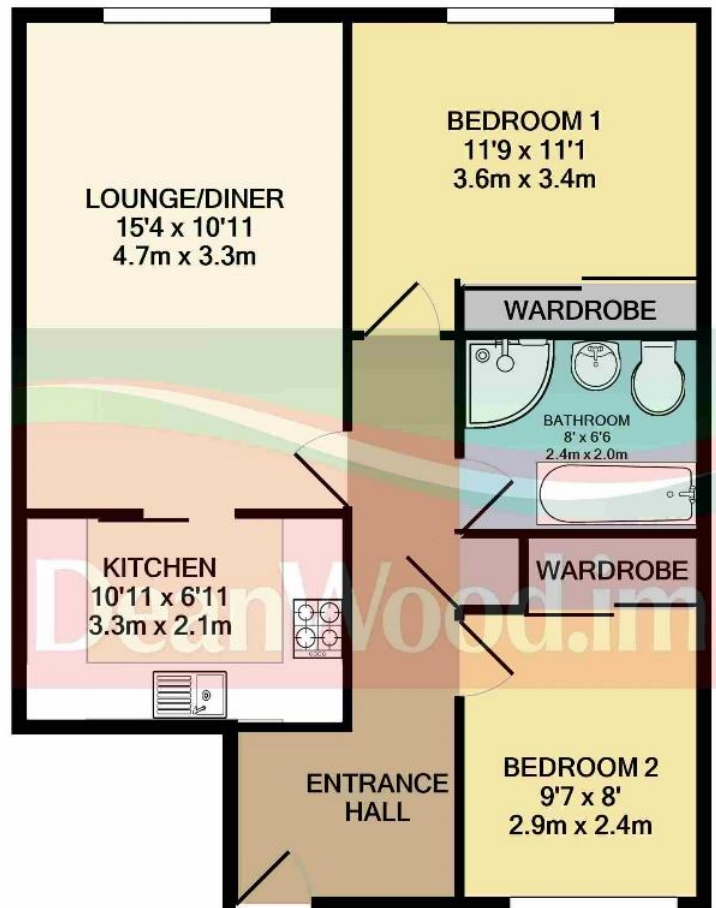 BEDROOM 1
11'9 x 11'1
3.6m x 3.4m
LOUNGE/DINER
15'4 x 10'11
4.7m x 3.3m
WARDROBE
BATHROOM
8' x 6'6
2.4m x 2.0m
KITCHEN
10'11 x 6'11
3.3m x 2.1m
WARDROBE
DeanWood.im
ENTRANCE
HALL
BEDROOM 2
9'7 x 8'
2.9m x 2.4m